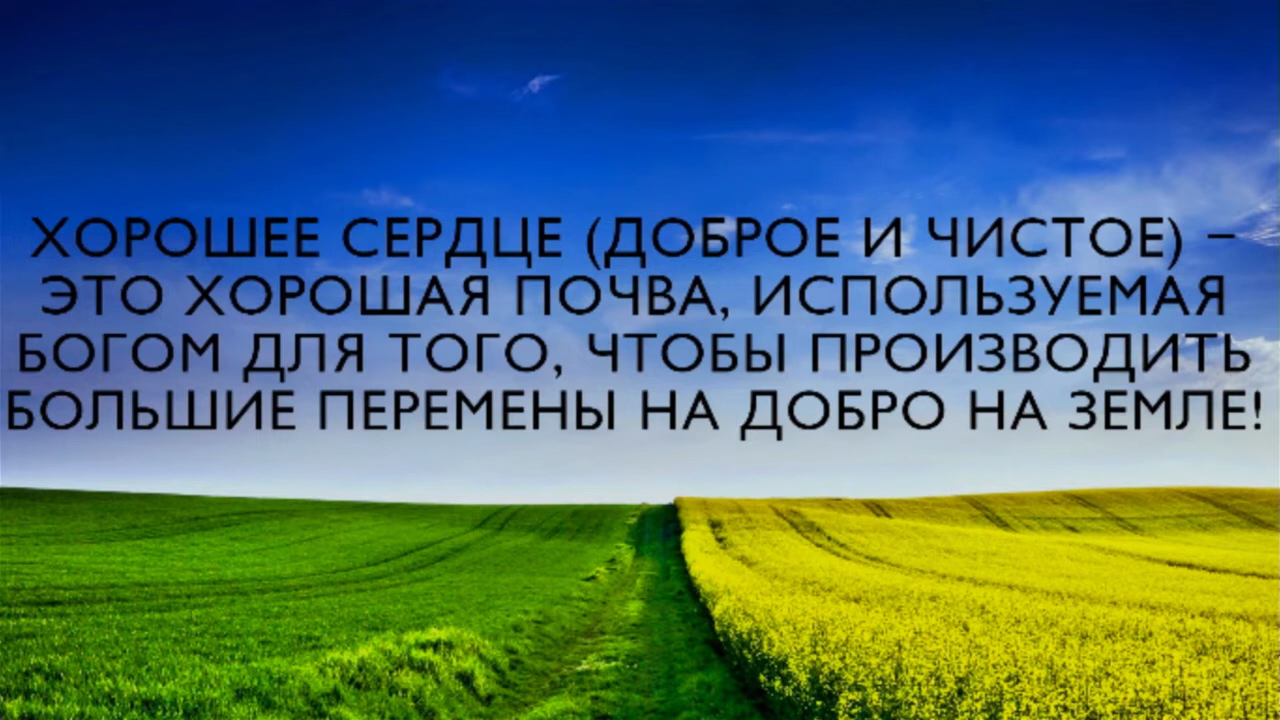 ХОРОШЕЕ СЕРДЦЕ (ДОБРОЕ И ЧИСТОЕ) –
ЭТО ХОРОШАЯ ПОЧВА, ИСПОЛЬЗУЕМАЯ
БОГОМ ДЛЯ ТОГО, ЧТОБЫ ПРОИЗВОДИТЬ
БОЛЬШИЕ ПЕРЕМЕНЫ НА ДОБРО НА ЗЕМЛЕ!